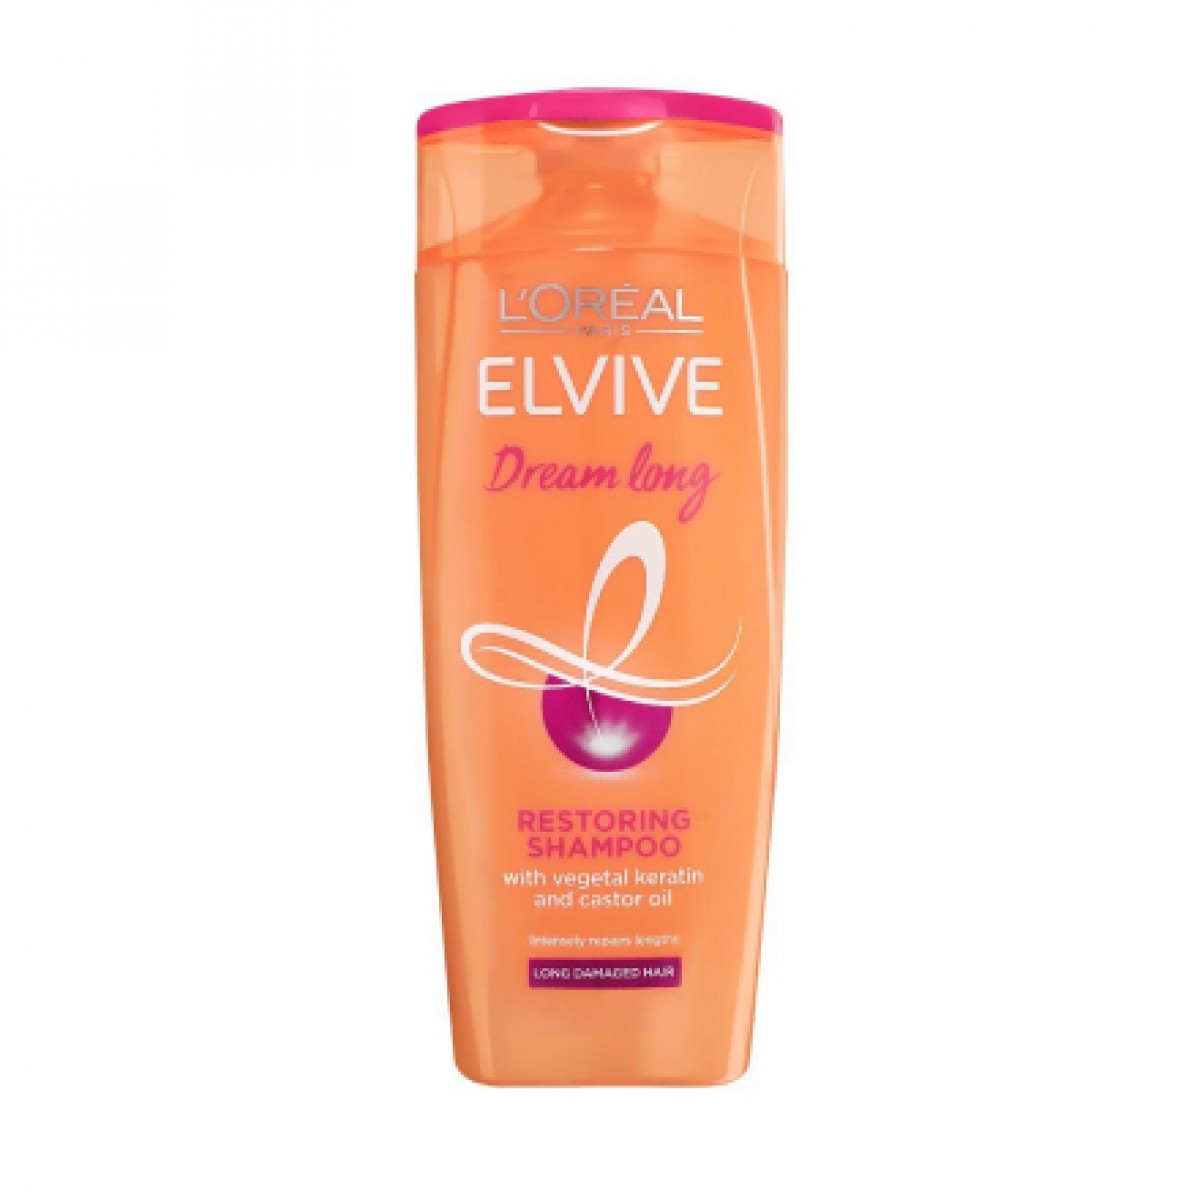 L'ORÉAL
PARIS
ELVIVE
Dream long
RESTORING
SHAMPOO
with vegetal keratin
and castor oil
Intensely repairs lengths
LONG DAMAGED HAIR